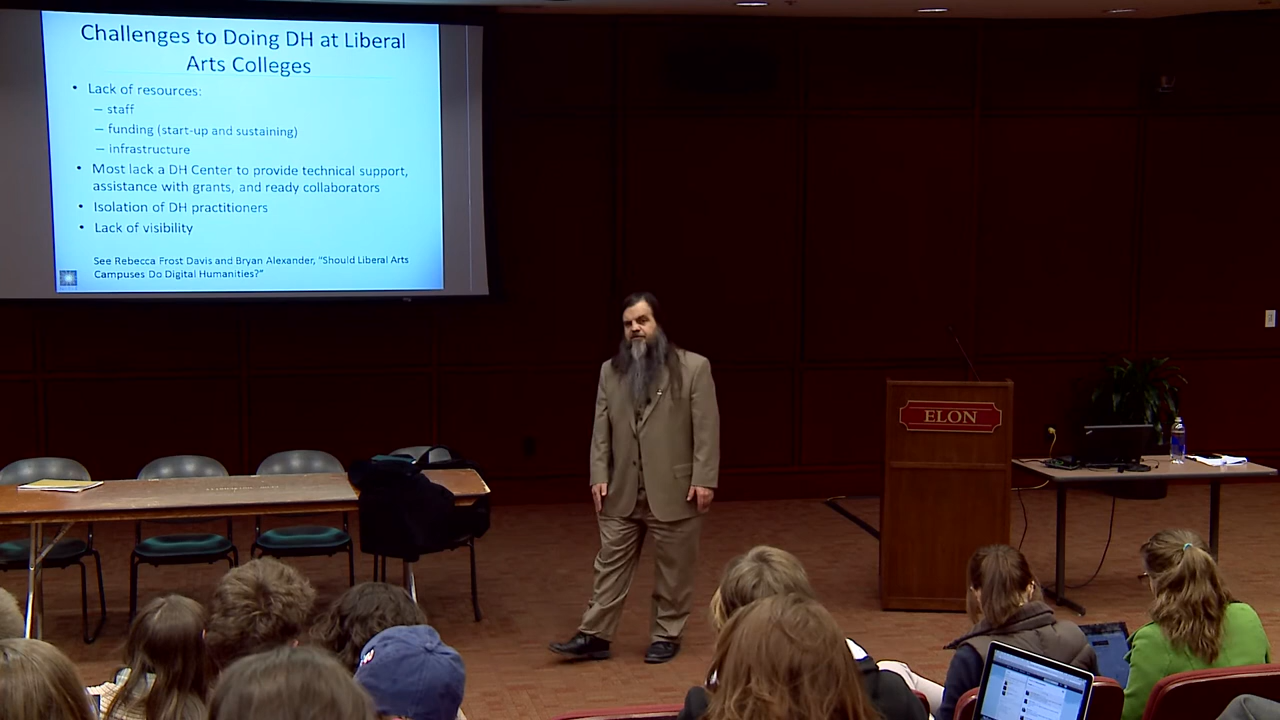 Challenges to Doing DH at Liberal
Arts Colleges
• Lack of resources:
– staff
– funding (start-up and sustaining)
– infrastructure
• Most lack a DH Center to provide technical support,
assistance with grants, and ready collaborators
• Isolation of DH practitioners
• Lack of visibility
See Rebecca Frost Davis and Bryan Alexander, "Should Liberal Arts
Campuses Do Digital Humanities?"
ELON